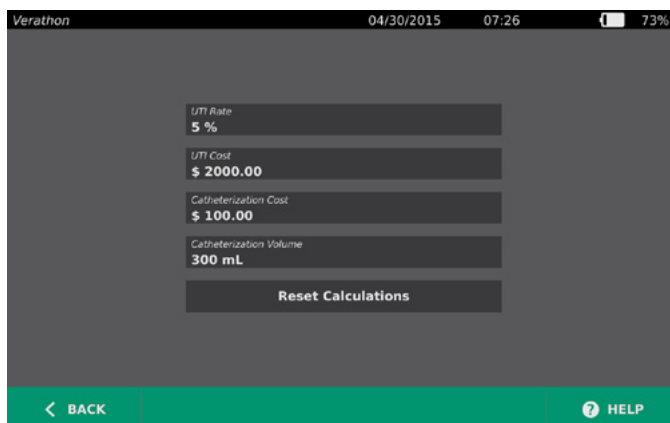 Verathon 04/30/2015 07:26 73%
UTI Rate
5 %
UTI Cost
$ 2000.00
Catheterization Cost
$ 100.00
Catheterization Volume
300 mL
Reset Calculations
BACK ? HELP